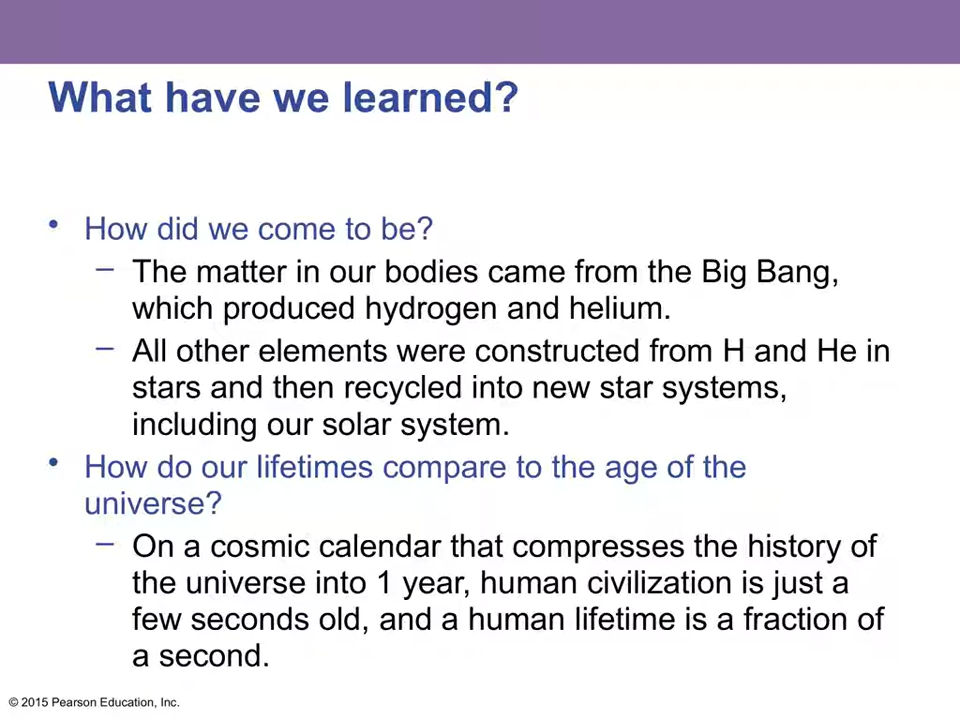 What have we learned?
• How did we come to be?
– The matter in our bodies came from the Big Bang,
which produced hydrogen and helium.
– All other elements were constructed from H and He in
stars and then recycled into new star systems,
including our solar system.
• How do our lifetimes compare to the age of the
universe?
– On a cosmic calendar that compresses the history of
the universe into 1 year, human civilization is just a
few seconds old, and a human lifetime is a fraction of
a second.
© 2015 Pearson Education, Inc.